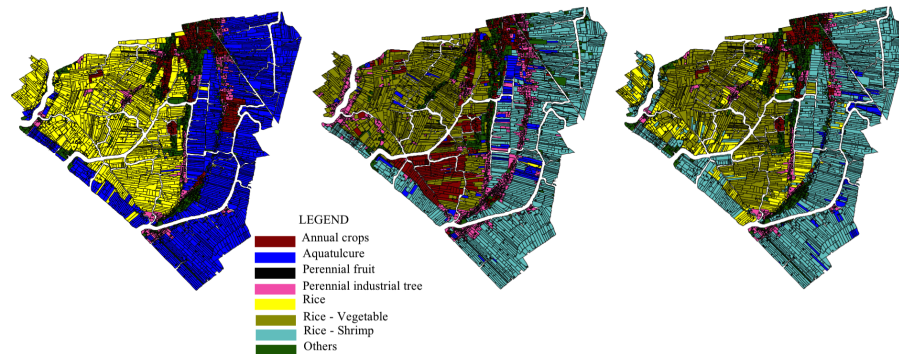 LEGEND
Annual crops
Aquatulcure
Perennial fruit
Perennial industrial tree
Rice
Rice - Vegetable
Rice - Shrimp
Others